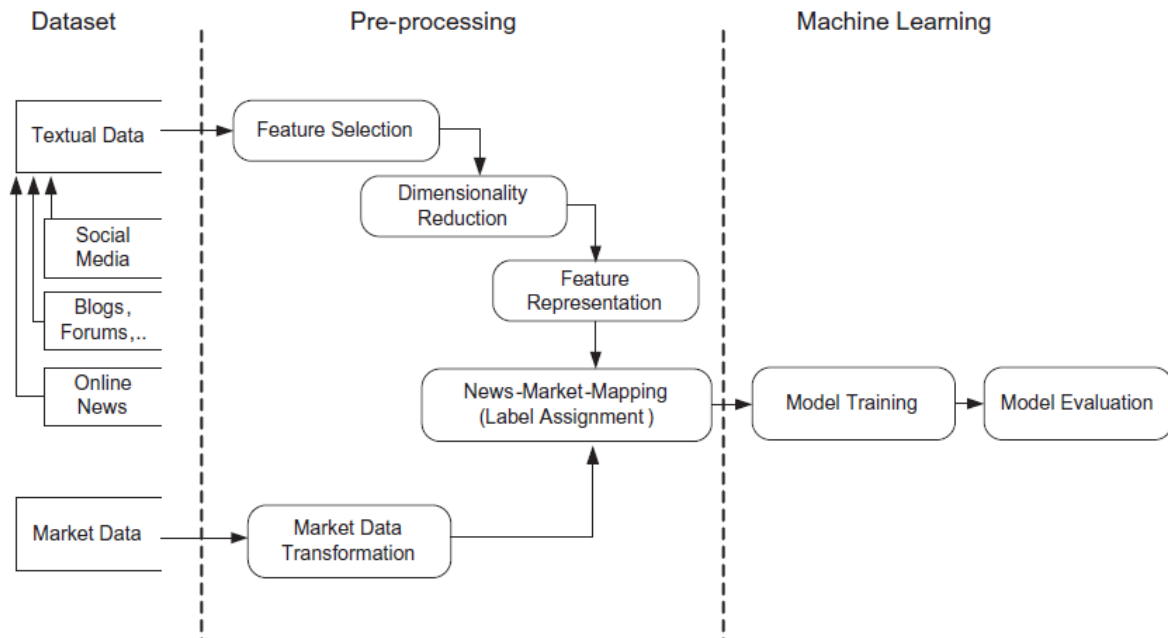 Dataset
Pre-processing
Machine Learning
Textual Data
Feature Selection
Dimensionality
Reduction
Social
Media
Feature
Representation
Blogs,
Forums,..
Online
News
News-Market-Mapping
(Label Assignment )
Model Training
Model Evaluation
Market Data
Market Data
Transformation